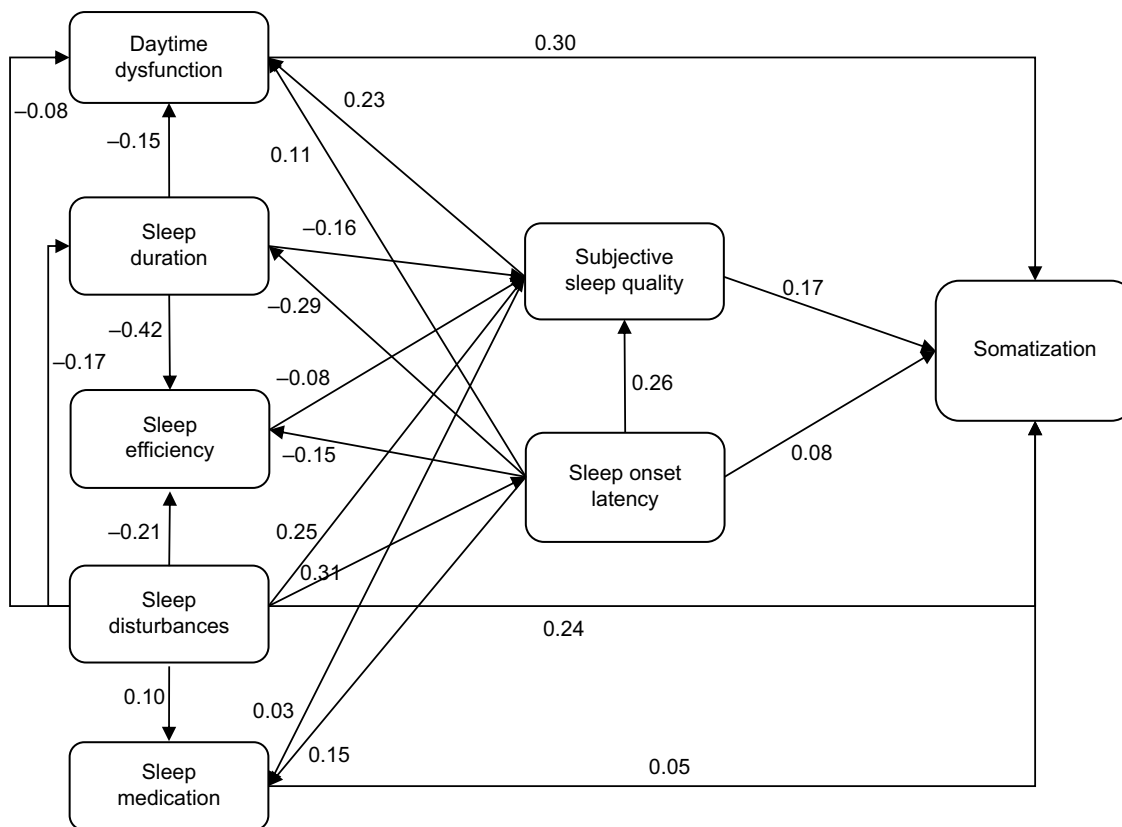 Daytime
dysfunction
0.30
–0.08
0.23
–0.15
0.11
Sleep
duration
–0.16
Subjective
sleep quality
0.17
–0.29
–0.42
–0.17
Somatization
–0.08
0.26
Sleep
efficiency
–0.15
0.08
Sleep onset
latency
–0.21
0.25
0.31
Sleep
disturbances
0.24
0.10
0.03
0.15
0.05
Sleep
medication